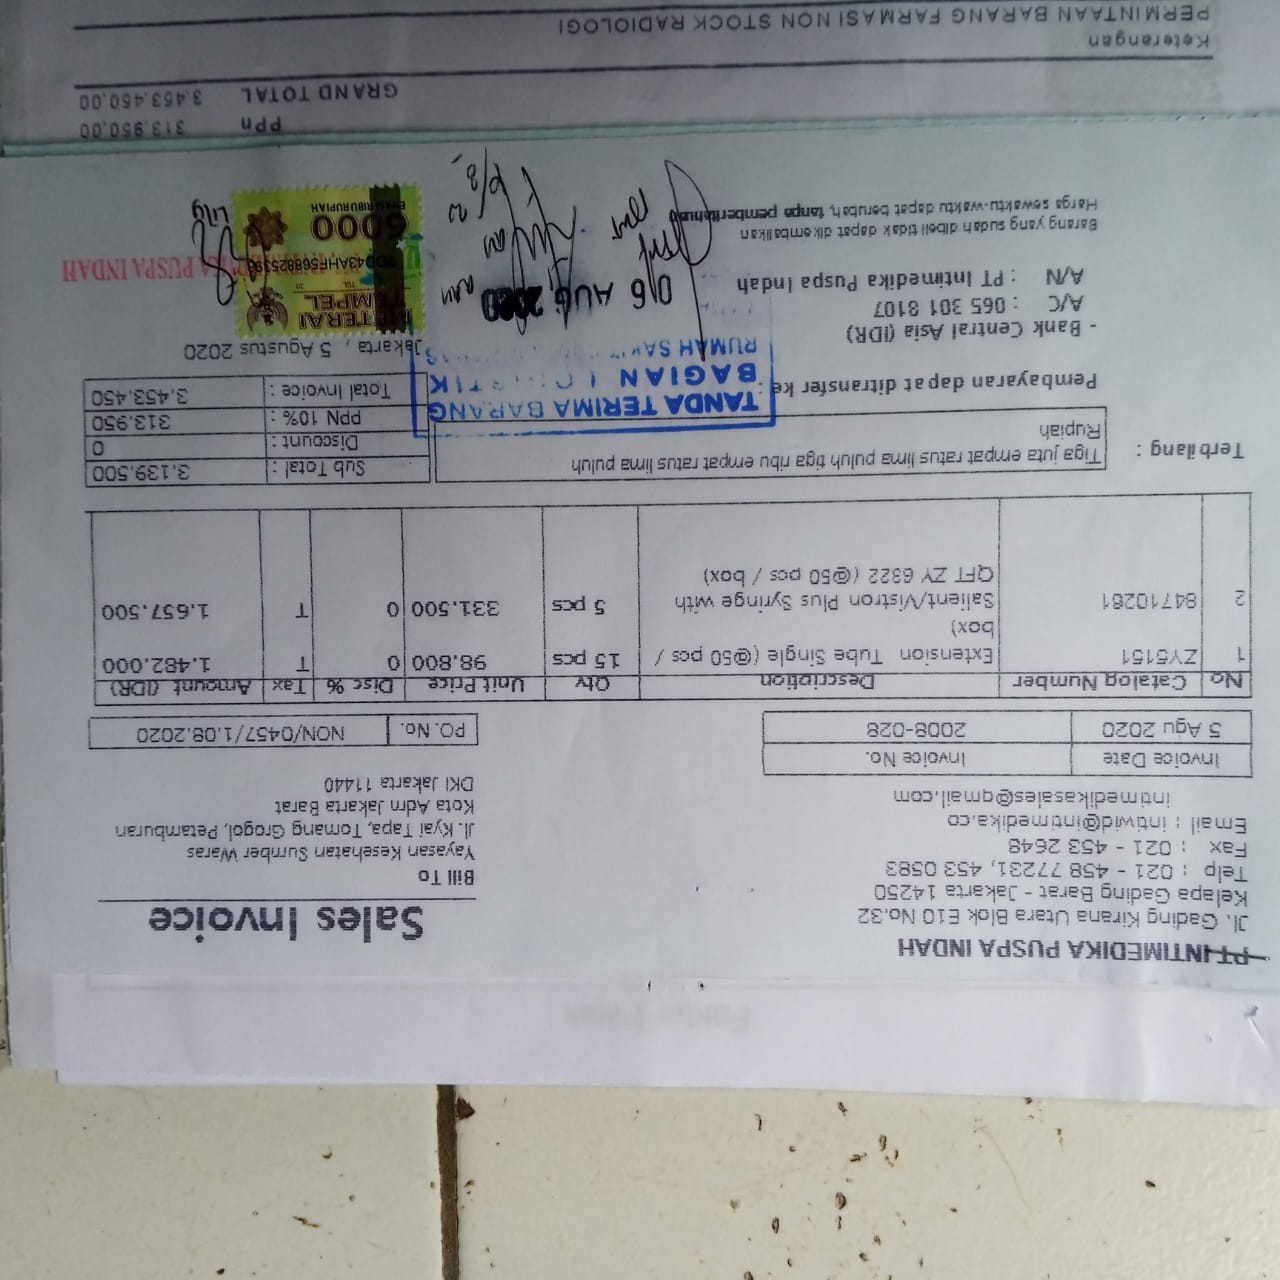 PT INTIMEDIKA PUSPA INDAH
Jl. Gading Kirana Utara Blok E10 No.32
Kelapa Gading Barat - Jakarta 14250
Telp : 021 - 458 77231, 453 0583
Fax : 021 - 453 2648
Email : intiwid@intimedika.co
intimedikasales@gmail.com
Sales Invoice
Bill To
Yayasan Kesehatan Sumber Waras
Jl. Kyai Tapa, Tomang, Grogol, Petamburan
Kota Adm Jakarta Barat
DKI Jakarta 11440
Invoice Date Invoice No.
5 Agu 2020 2008-028
PO. No. NON/0457/1.08.2020
No Catalog Number Description Qty Unit Price Disc % Tax Amount (IDR)
1 ZY5151 Extension Tube Single (@50 pcs / box) 15 pcs 98.800 0 T 1.482.000
2 84710281 Salient/Vistron Plus Syringe with QFT ZY 6322 (@50 pcs / box) 5 pcs 331.500 0 T 1.657.500
Terbilang : Tiga juta empat ratus lima puluh tiga ribu empat ratus lima puluh
Rupiah
Sub Total : 3.139.500
Discount : 0
PPN 10% : 313.950
Total Invoice : 3.453.450
Pembayaran dapat ditransfer ke :
- Bank Central Asia (IDR)
A/C : 065 301 8107
A/N : PT Intimedika Puspa Indah
Barang yang sudah dibeli tidak dapat dikembalikan
Harga sewaktu-waktu dapat berubah, tanpa pemberitahuan
TANDA TERIMA BARANG
BAGIAN LOGISTIK
RUMAH SAKIT
06 AUG 2020
Jakarta , 5 Agustus 2020
METERAI
TEMPEL
TGL 20
DD43AHF568825398
6000
ENAM RIBU RUPIAH
PUSPA INDAH
Lily
PPn 313.950,00
GRAND TOTAL 3.453.450,00
Keterangan
PERMINTAAN BARANG FARMASI NON STOCK RADIOLOGI